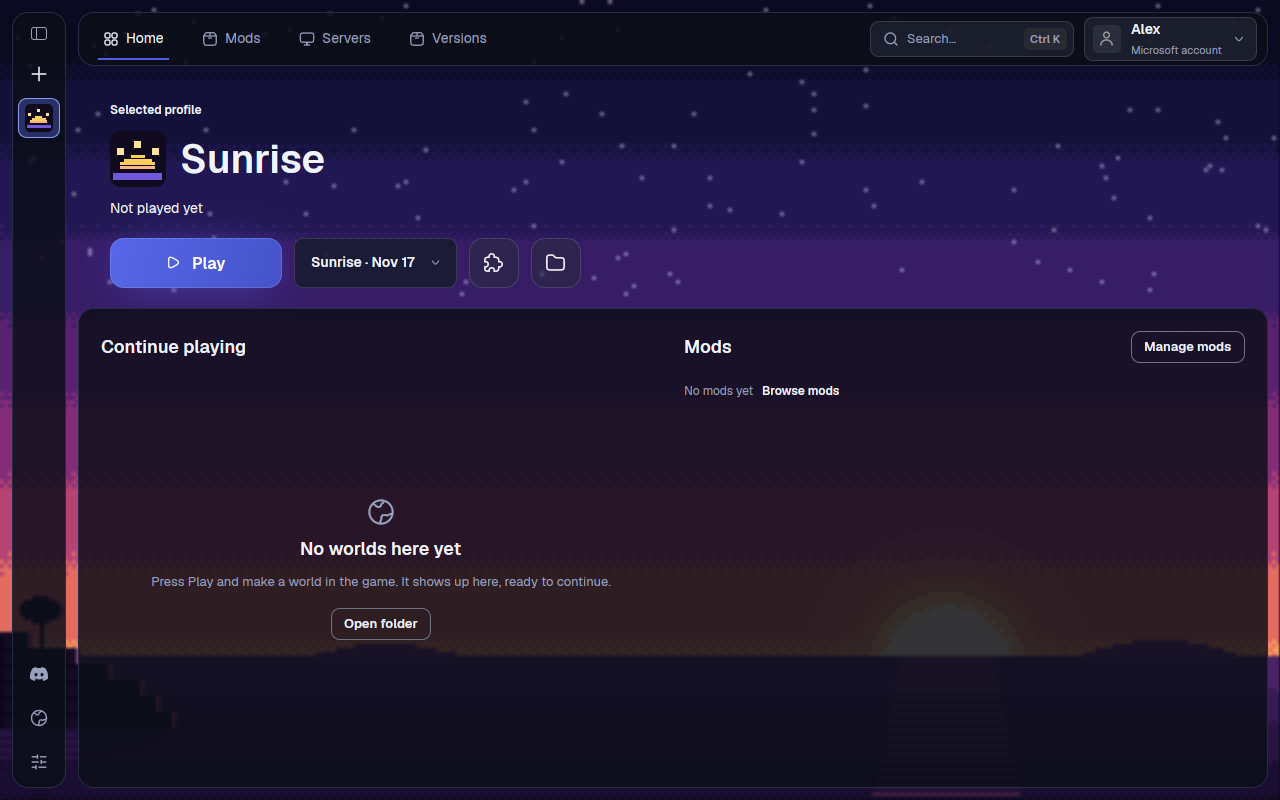 Home
Mods
Servers
Versions
Search...
Ctrl K
Alex
Microsoft account
Selected profile
Sunrise
Not played yet
Play
Sunrise · Nov 17
Continue playing
No worlds here yet
Press Play and make a world in the game. It shows up here, ready to continue.
Open folder
Mods
Manage mods
No mods yet Browse mods